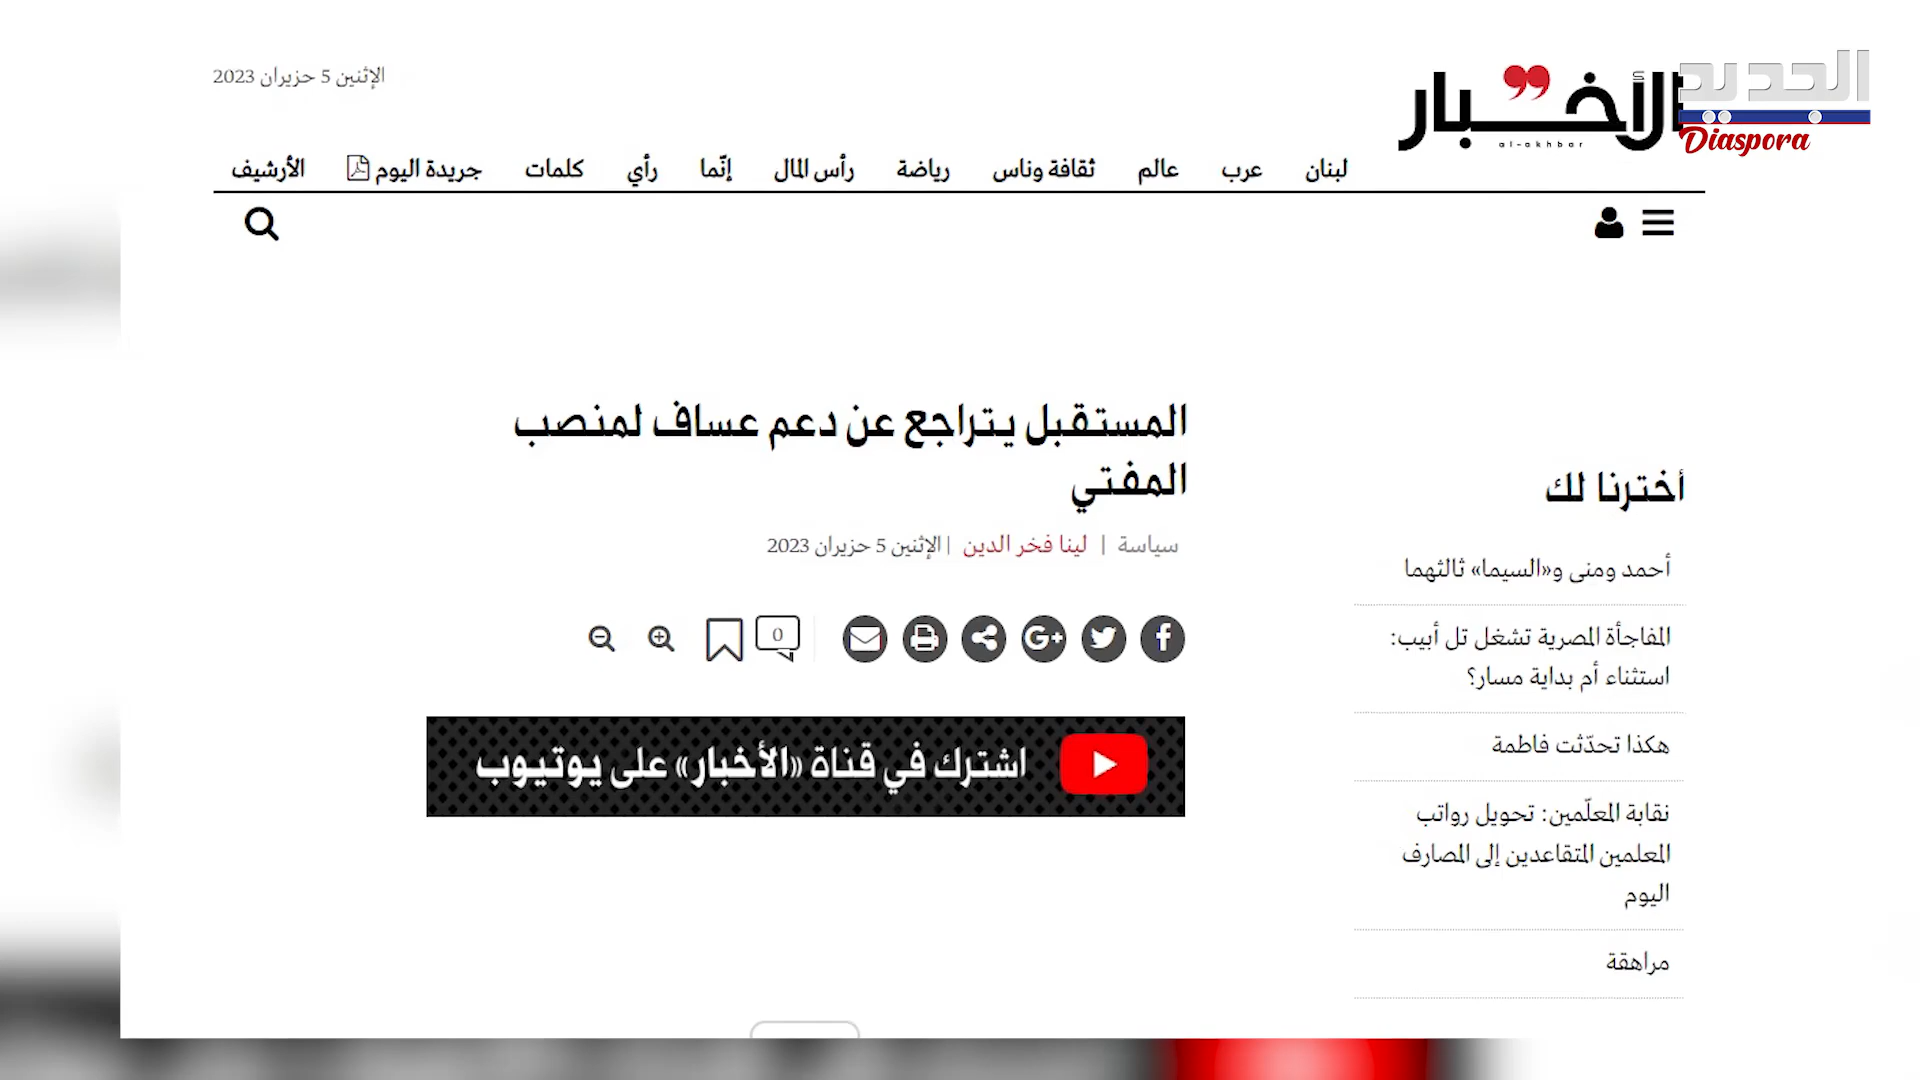 الجديد
Diaspora
الأخبار
al-akhbar
الإثنين 5 حزيران 2023
لبنان عرب عالم ثقافة وناس رياضة رأس المال إنّما رأي كلمات جريدة اليوم الأرشيف
المستقبل يتراجع عن دعم عساف لمنصب
المفتي
سياسة | لينا فخر الدين | الإثنين 5 حزيران 2023
0
اشترك في قناة «الأخبار» على يوتيوب
أخترنا لك
أحمد ومنى و«السيما» ثالثهما
المفاجأة المصرية تشغل تل أبيب:
استثناء أم بداية مسار؟
هكذا تحدّثت فاطمة
نقابة المعلّمين: تحويل رواتب
المعلمين المتقاعدين إلى المصارف
اليوم
مراهقة